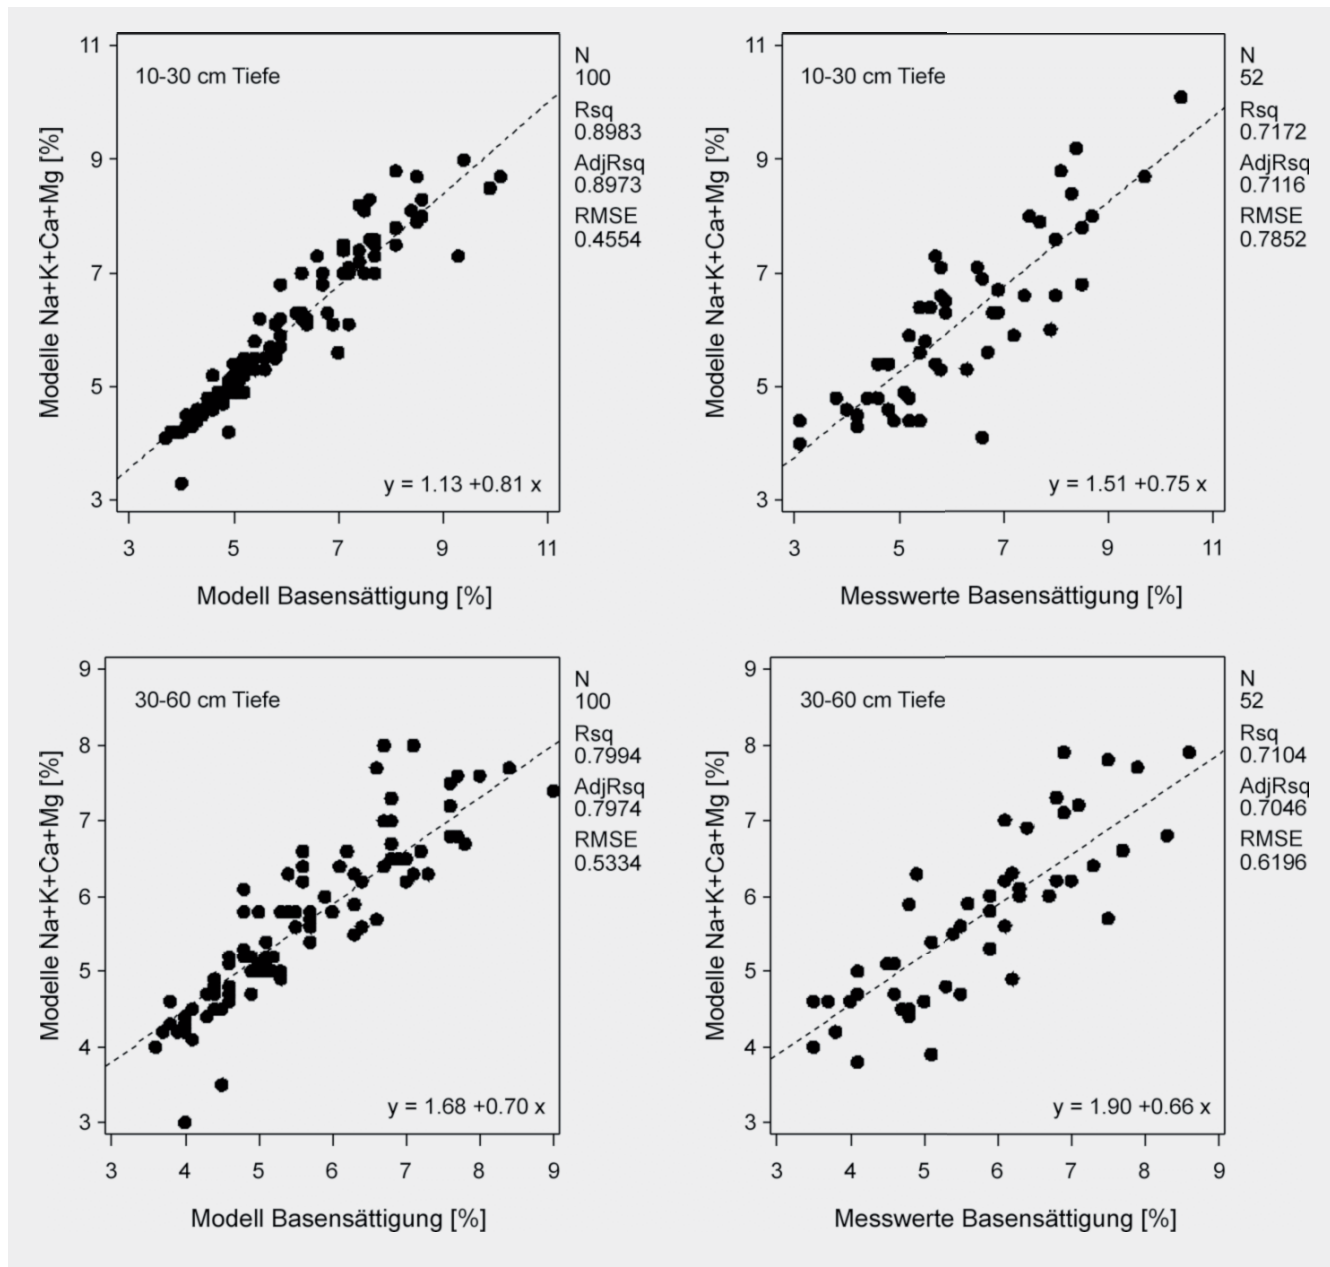 11
9
7
5
3
Modelle Na+K+Ca+Mg [%]
10-30 cm Tiefe
y = 1.13 +0.81 x
3 5 7 9 11
Modell Basensättigung [%]
N
100
Rsq
0.8983
AdjRsq
0.8973
RMSE
0.4554
11
9
7
5
3
Modelle Na+K+Ca+Mg [%]
10-30 cm Tiefe
y = 1.51 +0.75 x
3 5 7 9 11
Messwerte Basensättigung [%]
N
52
Rsq
0.7172
AdjRsq
0.7116
RMSE
0.7852
9
8
7
6
5
4
3
Modelle Na+K+Ca+Mg [%]
30-60 cm Tiefe
y = 1.68 +0.70 x
3 4 5 6 7 8 9
Modell Basensättigung [%]
N
100
Rsq
0.7994
AdjRsq
0.7974
RMSE
0.5334
9
8
7
6
5
4
3
Modelle Na+K+Ca+Mg [%]
30-60 cm Tiefe
y = 1.90 +0.66 x
3 4 5 6 7 8 9
Messwerte Basensättigung [%]
N
52
Rsq
0.7104
AdjRsq
0.7046
RMSE
0.6196